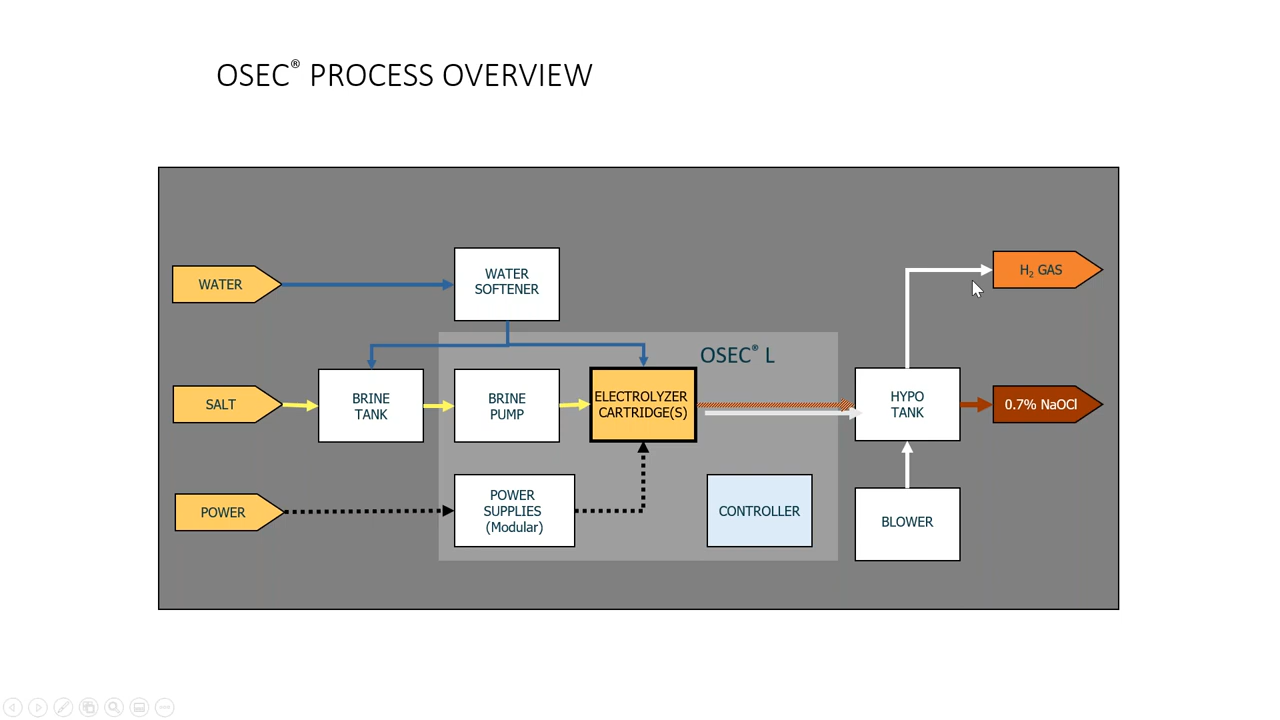 OSEC® PROCESS OVERVIEW
WATER
WATER
SOFTENER
H₂ GAS
OSEC® L
SALT
BRINE
TANK
BRINE
PUMP
ELECTROLYZER
CARTRIDGE(S)
HYPO
TANK
0.7% NaOCl
POWER
POWER
SUPPLIES
(Modular)
CONTROLLER
BLOWER